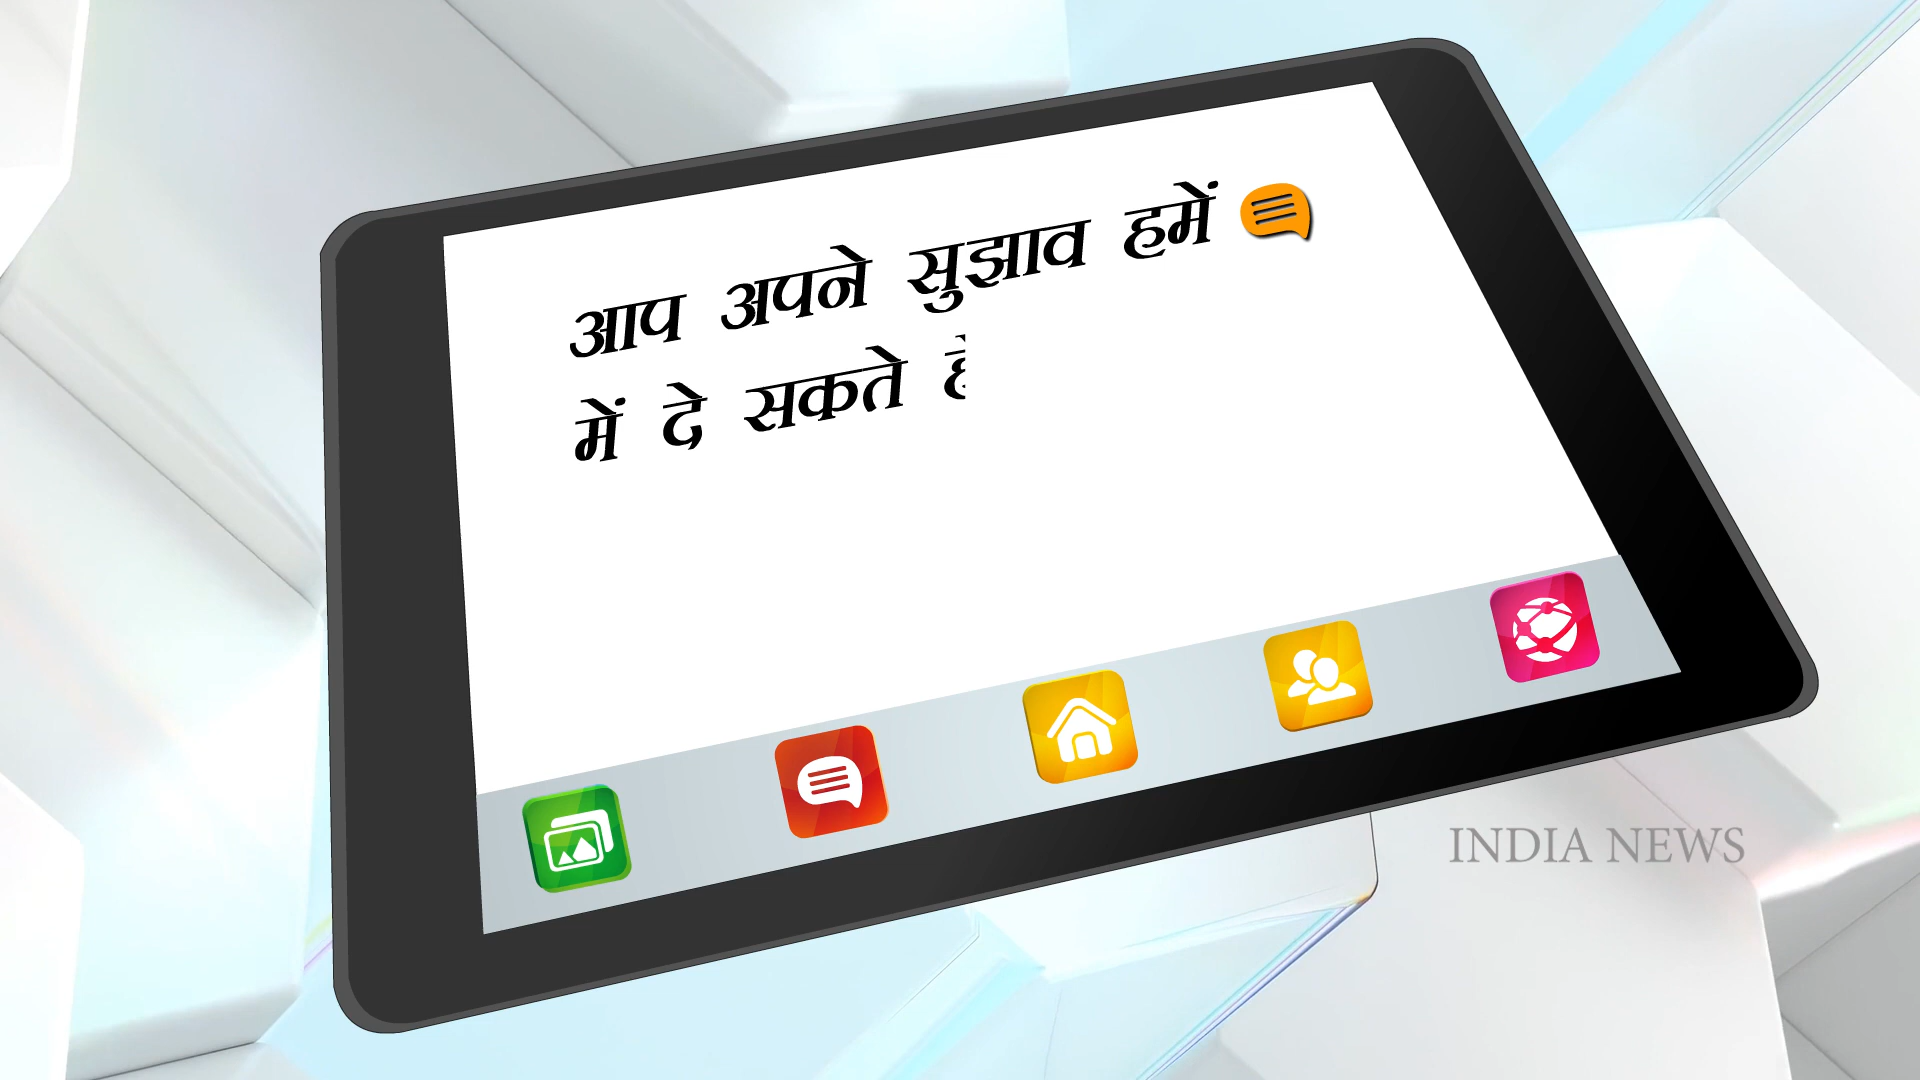 आप अपने सुझाव हमें
में दे सकते
INDIA NEWS